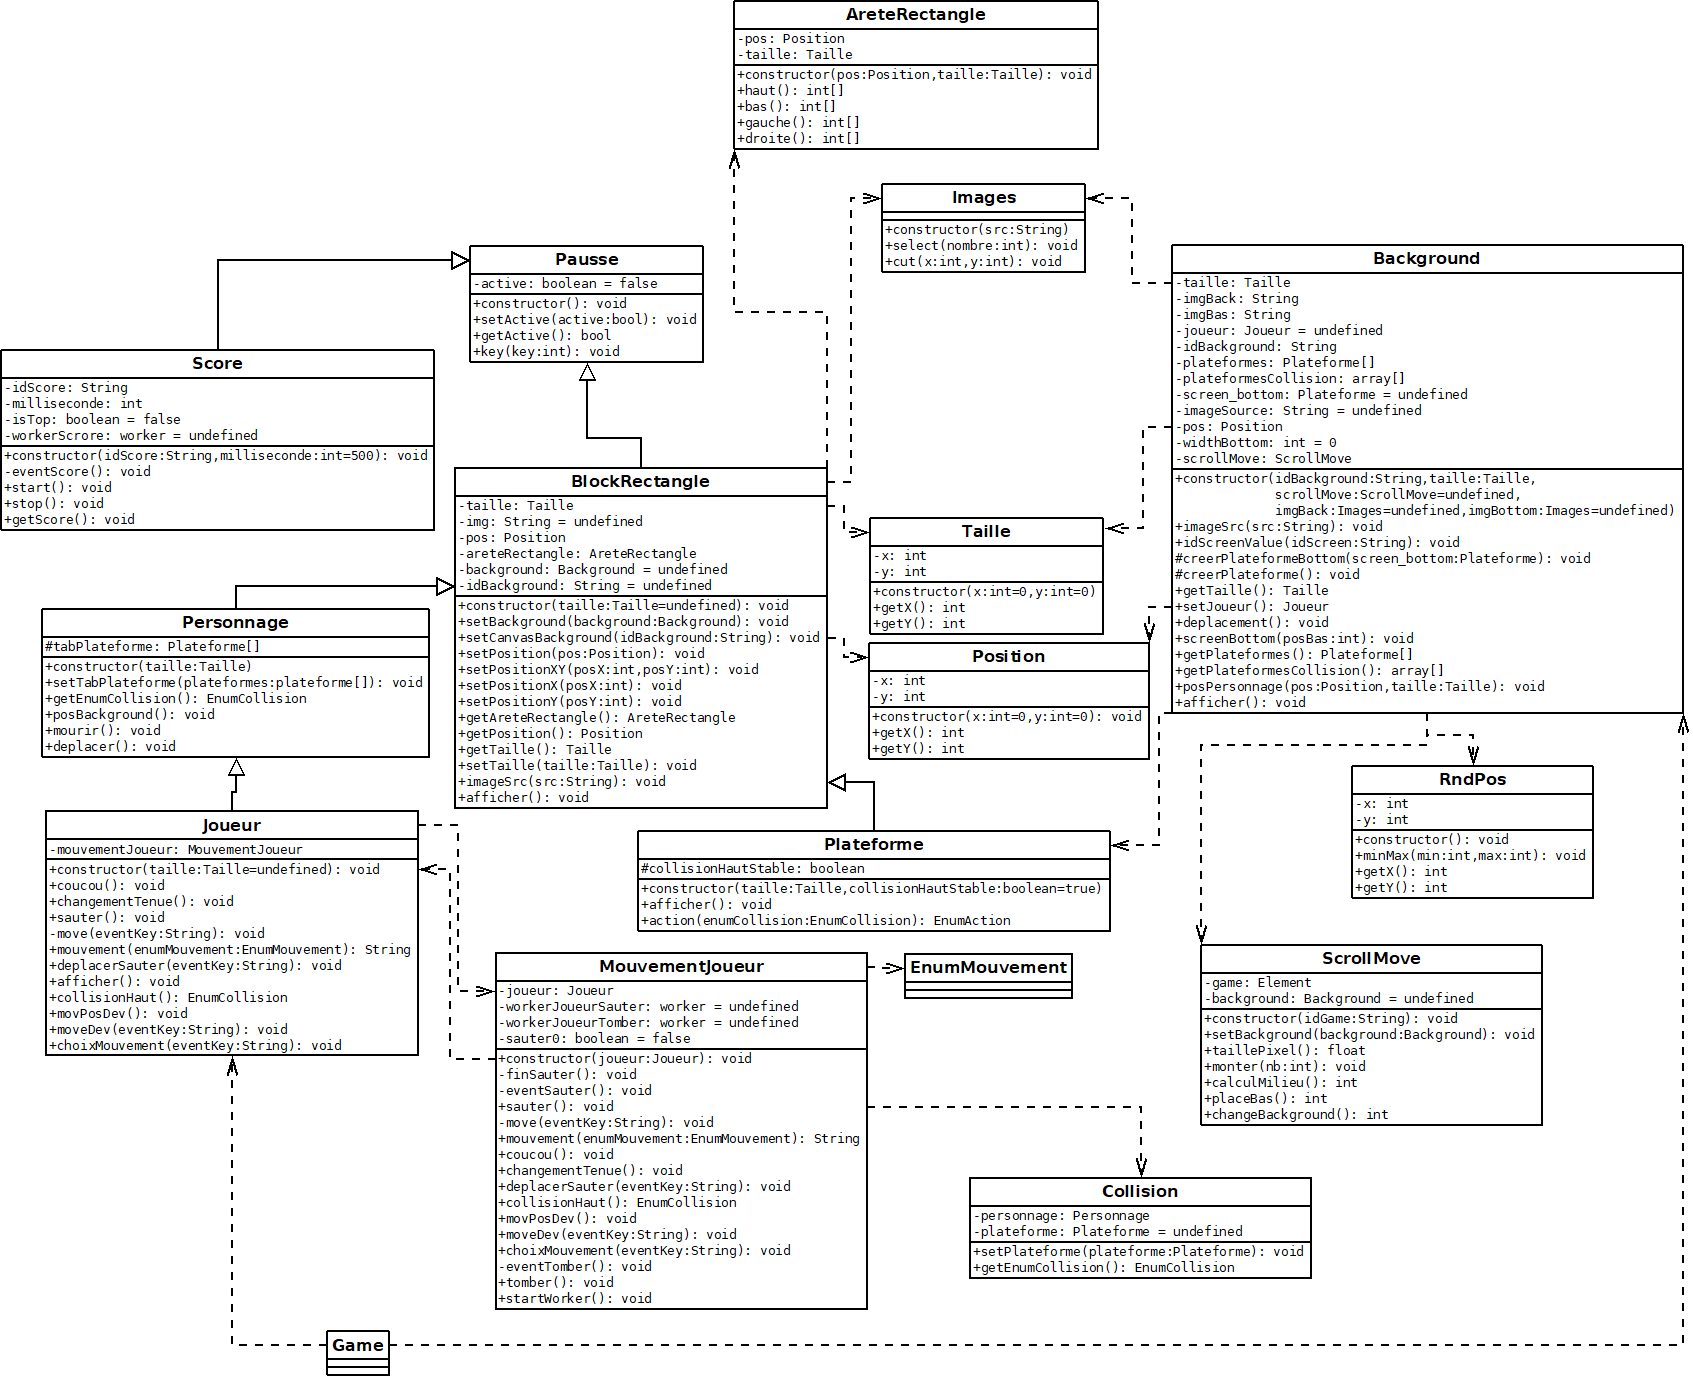 AreteRectangle
-pos: Position
-taille: Taille
+constructor(pos:Position,taille:Taille): void
+haut(): int[]
+bas(): int[]
+gauche(): int[]
+droite(): int[]
Images
+constructor(src:String)
+select(nombre:int): void
+cut(x:int,y:int): void
Pausse
-active: boolean = false
+constructor(): void
+setActive(active:bool): void
+getActive(): bool
+key(key:int): void
Background
-taille: Taille
-imgBack: String
-imgBas: String
-joueur: Joueur = undefined
-idBackground: String
-plateformes: Plateforme[]
-plateformesCollision: array[]
-screen_bottom: Plateforme = undefined
-imageSource: String = undefined
-pos: Position
-widthBottom: int = 0
-scrollMove: ScrollMove
+constructor(idBackground:String,taille:Taille,
scrollMove:ScrollMove=undefined,
imgBack:Images=undefined,imgBottom:Images=undefined)
+imageSrc(src:String): void
+idScreenValue(idScreen:String): void
#creerPlateformeBottom(screen_bottom:Plateforme): void
#creerPlateforme(): void
+getTaille(): Taille
+setJoueur(): Joueur
+deplacement(): void
+screenBottom(posBas:int): void
+getPlateformes(): Plateforme[]
+getPlateformesCollision(): array[]
+posPersonnage(pos:Position,taille:Taille): void
+afficher(): void
Score
-idScore: String
-milliseconde: int
-isTop: boolean = false
-workerScrore: worker = undefined
+constructor(idScore:String,milliseconde:int=500): void
-eventScore(): void
+start(): void
+stop(): void
+getScore(): void
BlockRectangle
-taille: Taille
-img: String = undefined
-pos: Position
-areteRectangle: AreteRectangle
-background: Background = undefined
-idBackground: String = undefined
+constructor(taille:Taille=undefined): void
+setBackground(background:Background): void
+setCanvasBackground(idBackground:String): void
+setPosition(pos:Position): void
+setPositionXY(posX:int,posY:int): void
+setPositionX(posX:int): void
+setPositionY(posY:int): void
+getAreteRectangle(): AreteRectangle
+getPosition(): Position
+getTaille(): Taille
+setTaille(taille:Taille): void
+imageSrc(src:String): void
+afficher(): void
Taille
-x: int
-y: int
+constructor(x:int=0,y:int=0)
+getX(): int
+getY(): int
Personnage
#tabPlateforme: Plateforme[]
+constructor(taille:Taille)
+setTabPlateforme(plateformes:plateforme[]): void
+getEnumCollision(): EnumCollision
+posBackground(): void
+mourir(): void
+deplacer(): void
Position
-x: int
-y: int
+constructor(x:int=0,y:int=0): void
+getX(): int
+getY(): int
RndPos
-x: int
-y: int
+constructor(): void
+minMax(min:int,max:int): void
+getX(): int
+getY(): int
Joueur
-mouvementJoueur: MouvementJoueur
+constructor(taille:Taille=undefined): void
+coucou(): void
+changementTenue(): void
+sauter(): void
-move(eventKey:String): void
+mouvement(enumMouvement:EnumMouvement): String
+deplacerSauter(eventKey:String): void
+afficher(): void
+collisionHaut(): EnumCollision
+movPosDev(): void
+moveDev(eventKey:String): void
+choixMouvement(eventKey:String): void
Plateforme
#collisionHautStable: boolean
+constructor(taille:Taille,collisionHautStable:boolean=true)
+afficher(): void
+action(enumCollision:EnumCollision): EnumAction
ScrollMove
-game: Element
-background: Background = undefined
+constructor(idGame:String): void
+setBackground(background:Background): void
+taillePixel(): float
+monter(nb:int): void
+calculMilieu(): int
+placeBas(): int
+changeBackground(): int
MouvementJoueur
-joueur: Joueur
-workerJoueurSauter: worker = undefined
-workerJoueurTomber: worker = undefined
-sauter0: boolean = false
+constructor(joueur:Joueur): void
-finSauter(): void
-eventSauter(): void
+sauter(): void
-move(eventKey:String): void
+mouvement(enumMouvement:EnumMouvement): String
+coucou(): void
+changementTenue(): void
+deplacerSauter(eventKey:String): void
+collisionHaut(): EnumCollision
+movPosDev(): void
+moveDev(eventKey:String): void
+choixMouvement(eventKey:String): void
-eventTomber(): void
+tomber(): void
+startWorker(): void
EnumMouvement
Collision
-personnage: Personnage
-plateforme: Plateforme = undefined
+setPlateforme(plateforme:Plateforme): void
+getEnumCollision(): EnumCollision
Game